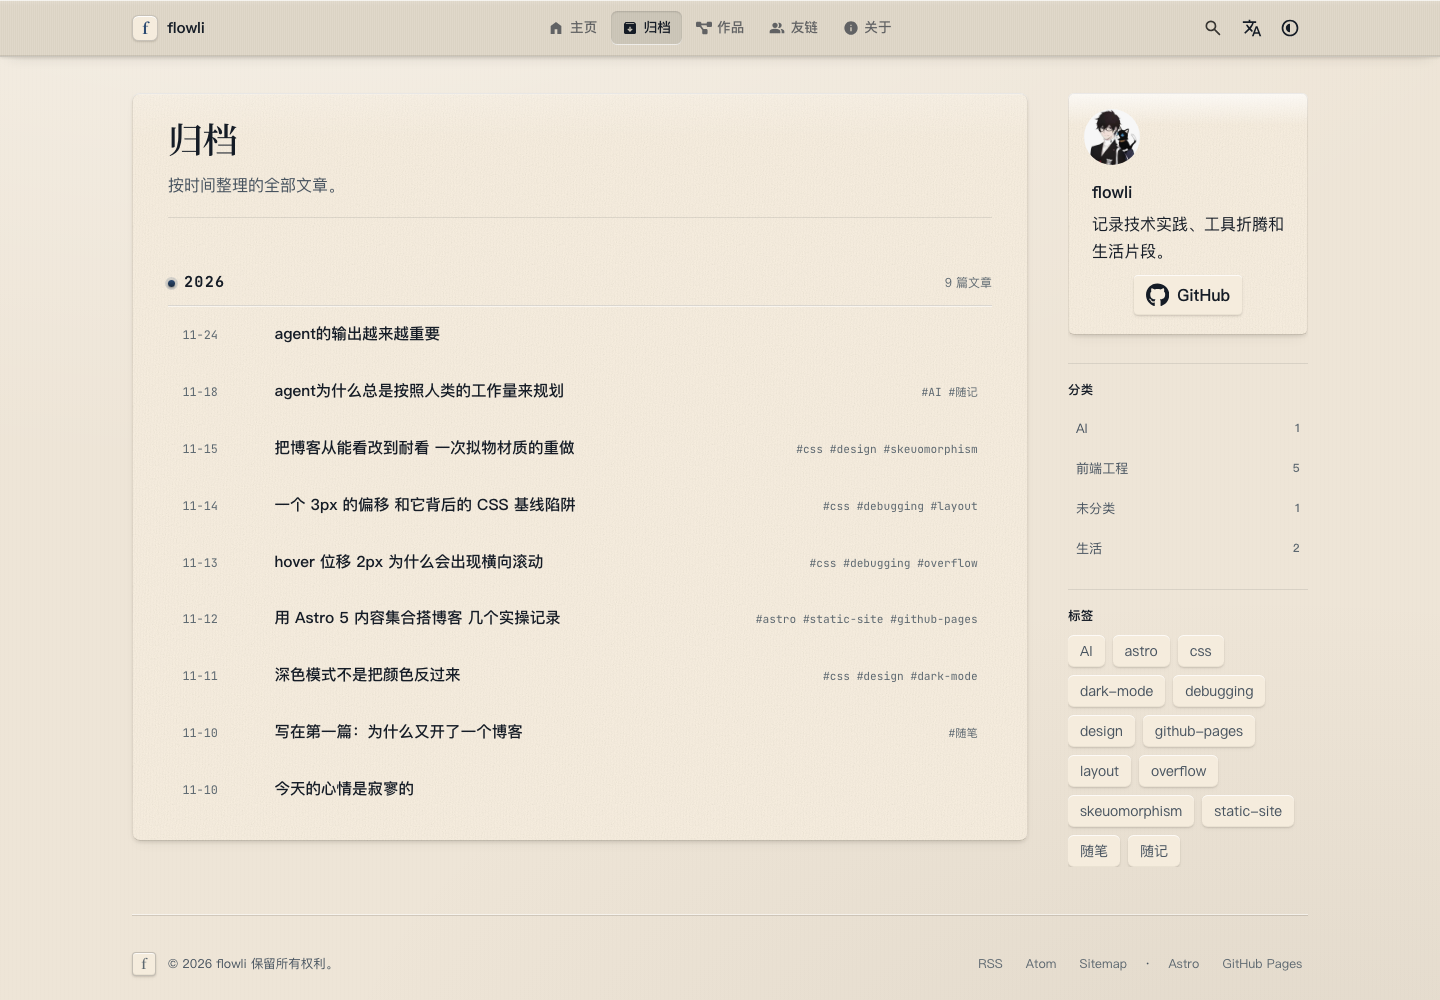 f flowli
主页 归档 作品 友链 关于
归档
按时间整理的全部文章。
2026 9 篇文章
11-24 agent的输出越来越重要
11-18 agent为什么总是按照人类的工作量来规划 #AI #随记
11-15 把博客从能看改到耐看 一次拟物材质的重做 #css #design #skeuomorphism
11-14 一个 3px 的偏移 和它背后的 CSS 基线陷阱 #css #debugging #layout
11-13 hover 位移 2px 为什么会出现横向滚动 #css #debugging #overflow
11-12 用 Astro 5 内容集合搭博客 几个实操记录 #astro #static-site #github-pages
11-11 深色模式不是把颜色反过来 #css #design #dark-mode
11-10 写在第一篇：为什么又开了一个博客 #随笔
11-10 今天的心情是寂寥的
flowli
记录技术实践、工具折腾和
生活片段。
GitHub
分类
AI 1
前端工程 5
未分类 1
生活 2
标签
AI astro css
dark-mode debugging
design github-pages
layout overflow
skeuomorphism static-site
随笔 随记
f © 2026 flowli 保留所有权利。
RSS Atom Sitemap · Astro GitHub Pages